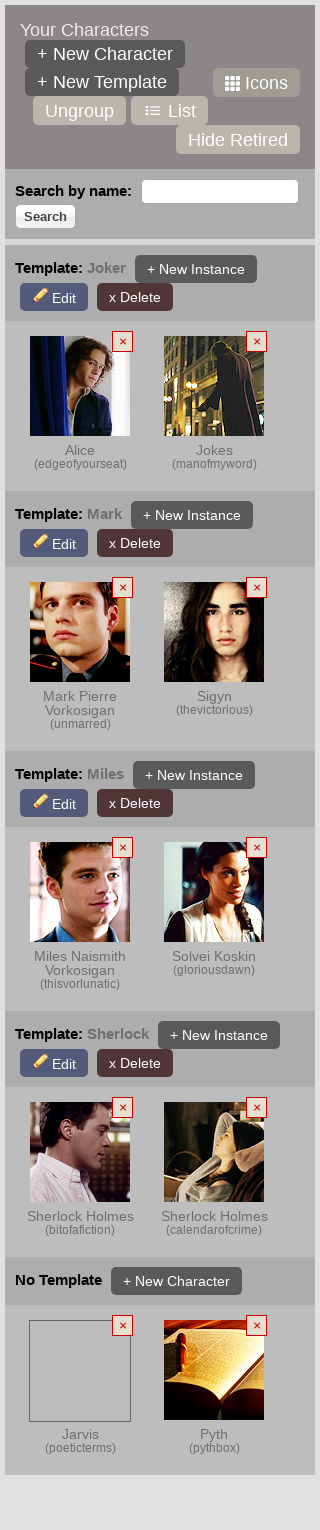 Your Characters
+ New Character
+ New Template
Icons
Ungroup
List
Hide Retired
Search by name:
Search
Template: Joker + New Instance
Edit x Delete
×
×
Alice
(edgeofyourseat)
Jokes
(manofmyword)
Template: Mark + New Instance
Edit x Delete
×
×
Mark Pierre
Vorkosigan
(unmarred)
Sigyn
(thevictorious)
Template: Miles + New Instance
Edit x Delete
×
×
Miles Naismith
Vorkosigan
(thisvorlunatic)
Solvei Koskin
(gloriousdawn)
Template: Sherlock + New Instance
Edit x Delete
×
×
Sherlock Holmes
(bitofafiction)
Sherlock Holmes
(calendarofcrime)
No Template + New Character
×
×
Jarvis
(poeticterms)
Pyth
(pythbox)